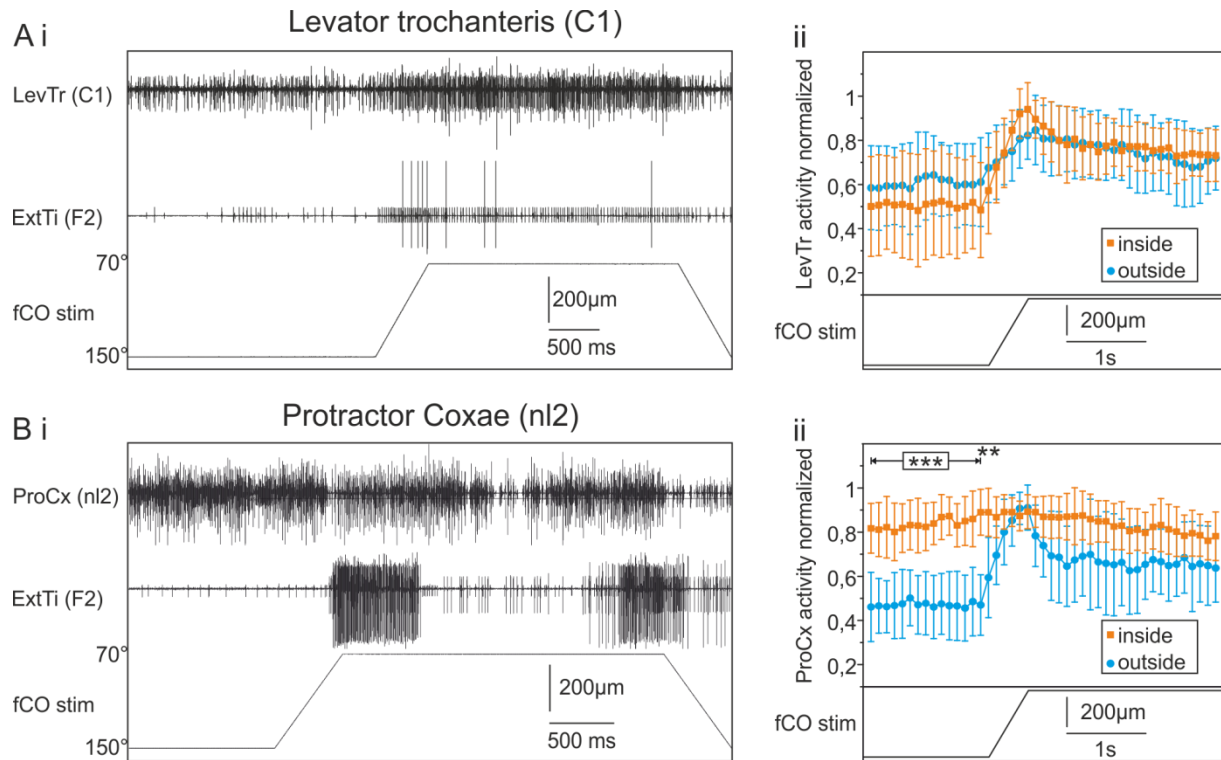 A i
Levator trochanteris (C1)
LevTr (C1)
ExtTi (F2)
70°
fCO stim
150°
200µm
500 ms
ii
LevTr activity normalized
1
0,8
0,6
0,4
0,2
inside
outside
fCO stim
200µm
1s
B i
Protractor Coxae (nl2)
ProCx (nl2)
ExtTi (F2)
70°
fCO stim
150°
200µm
500 ms
ii
*** **
ProCx activity normalized
1
0,8
0,6
0,4
0,2
inside
outside
fCO stim
200µm
1s